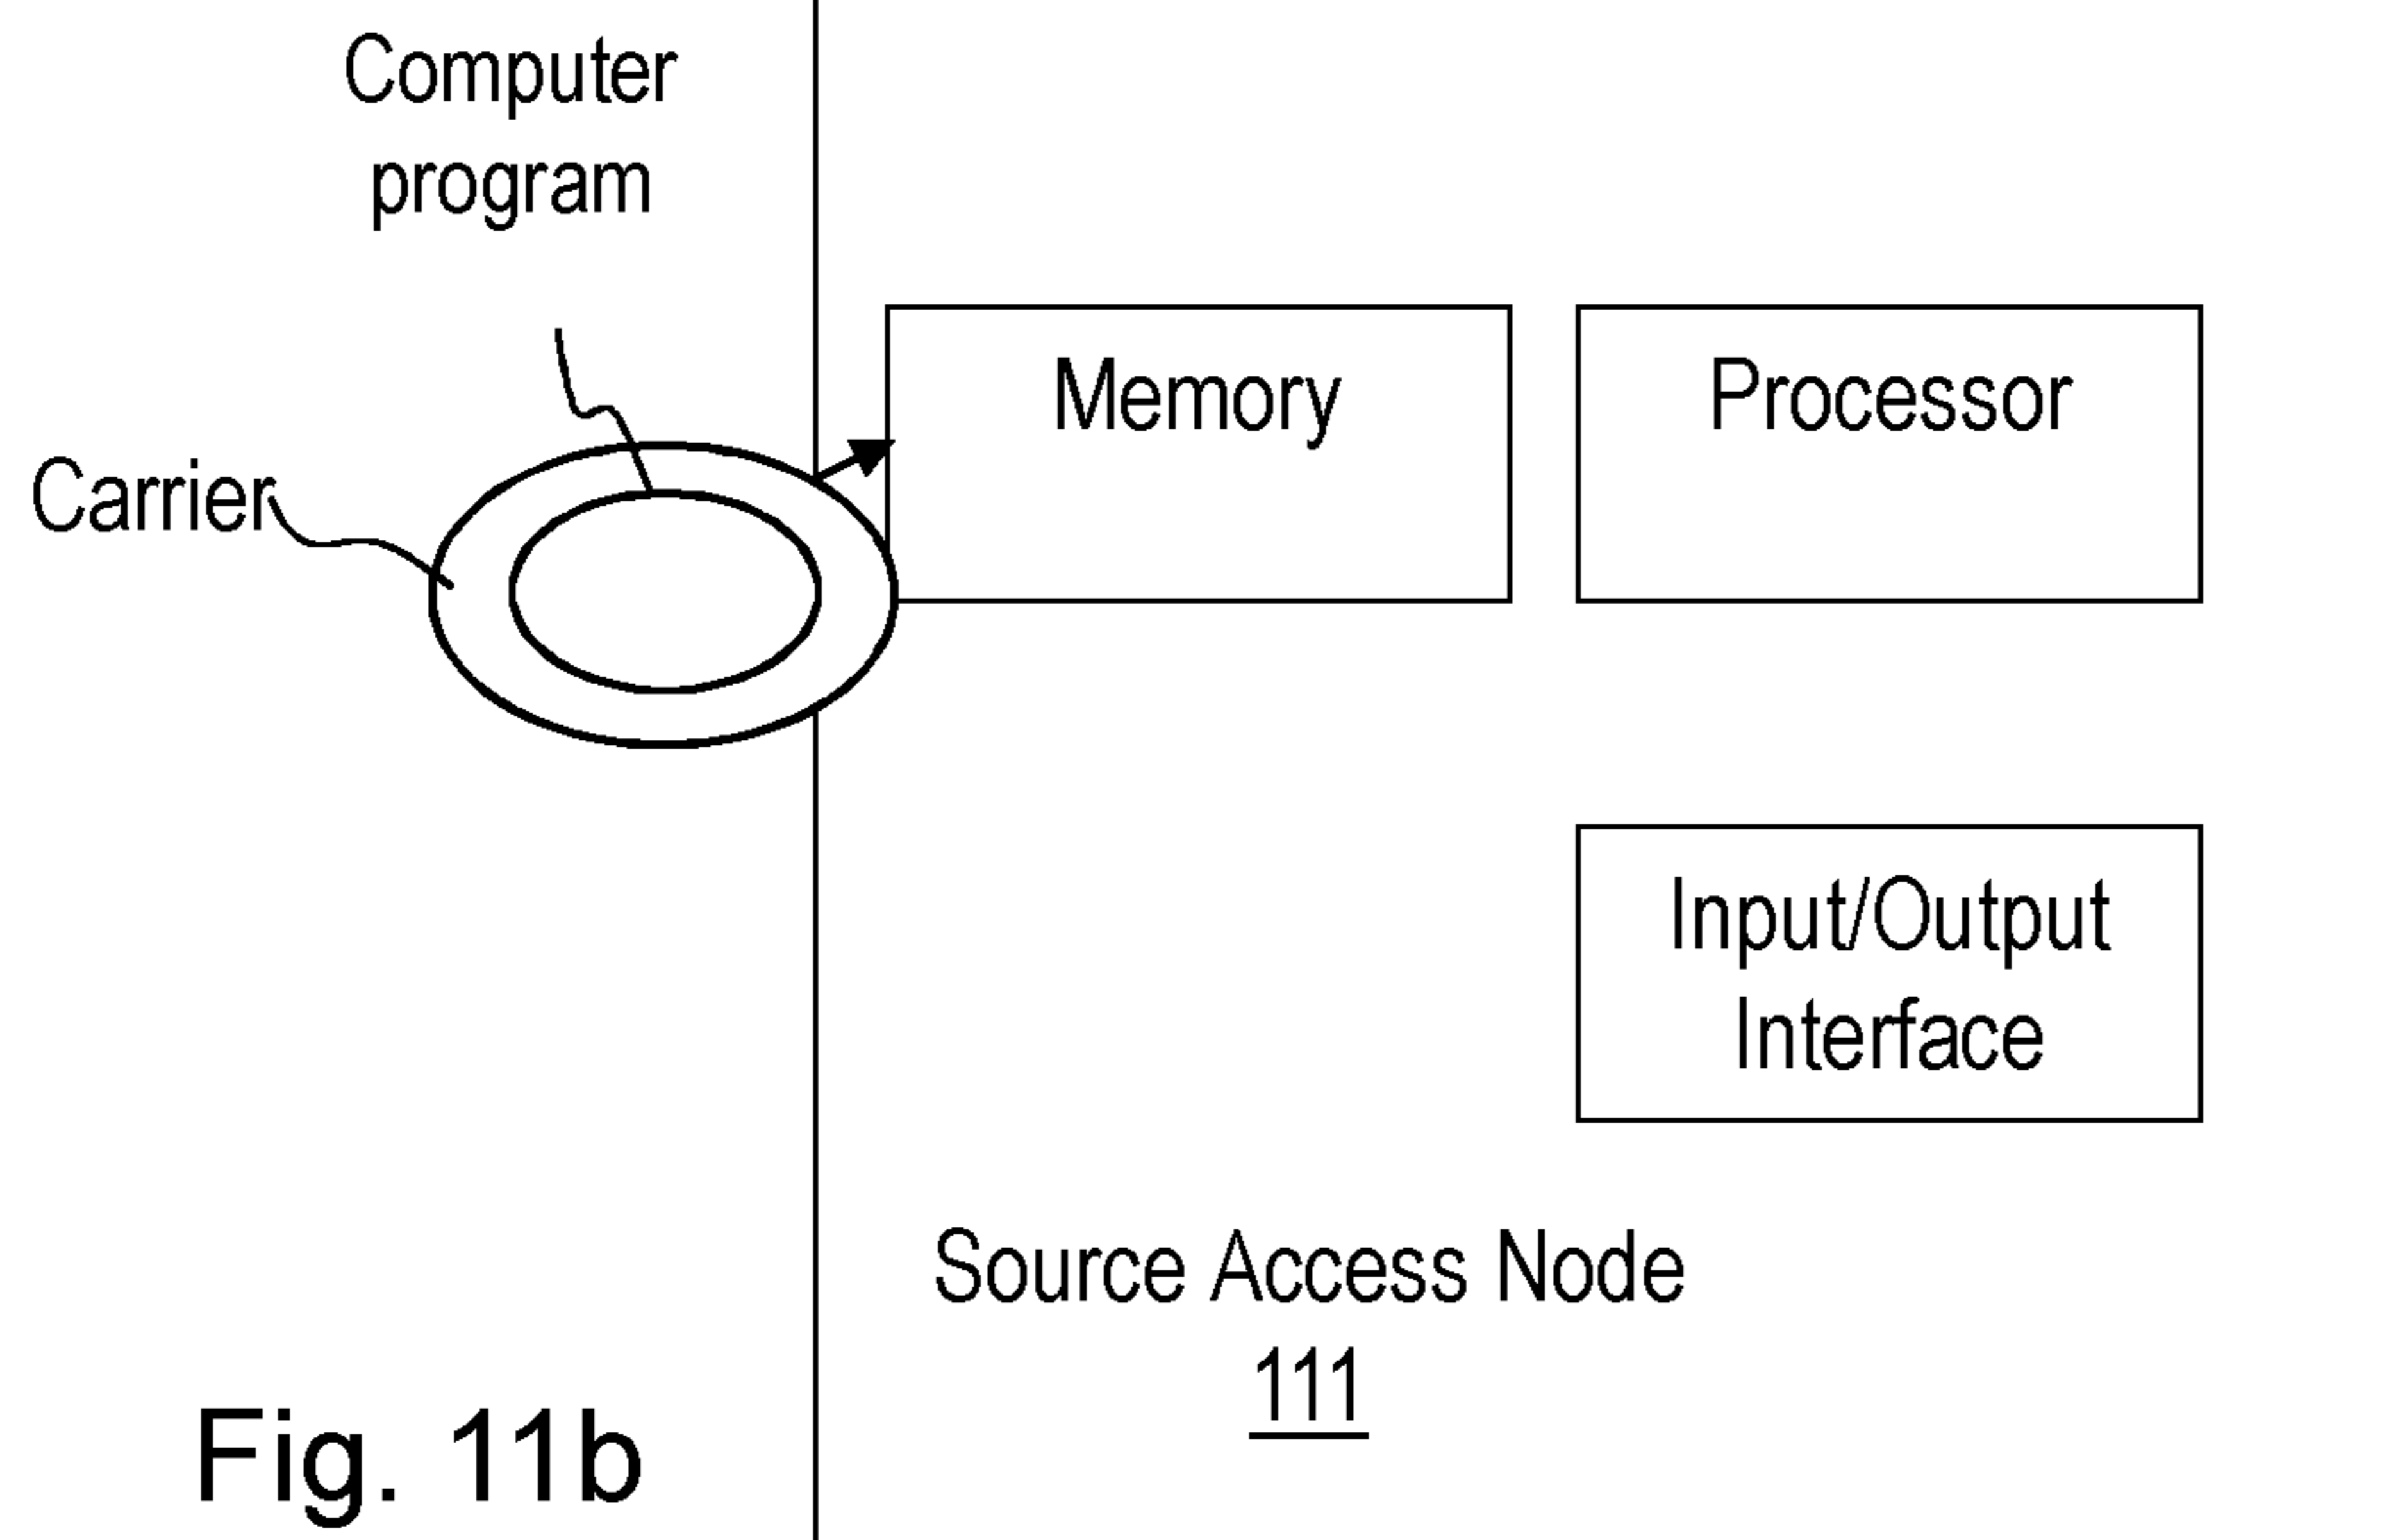 Computer
program
Carrier
Memory
Processor
Input/Output
Interface
Source Access Node
111
Fig. 11b